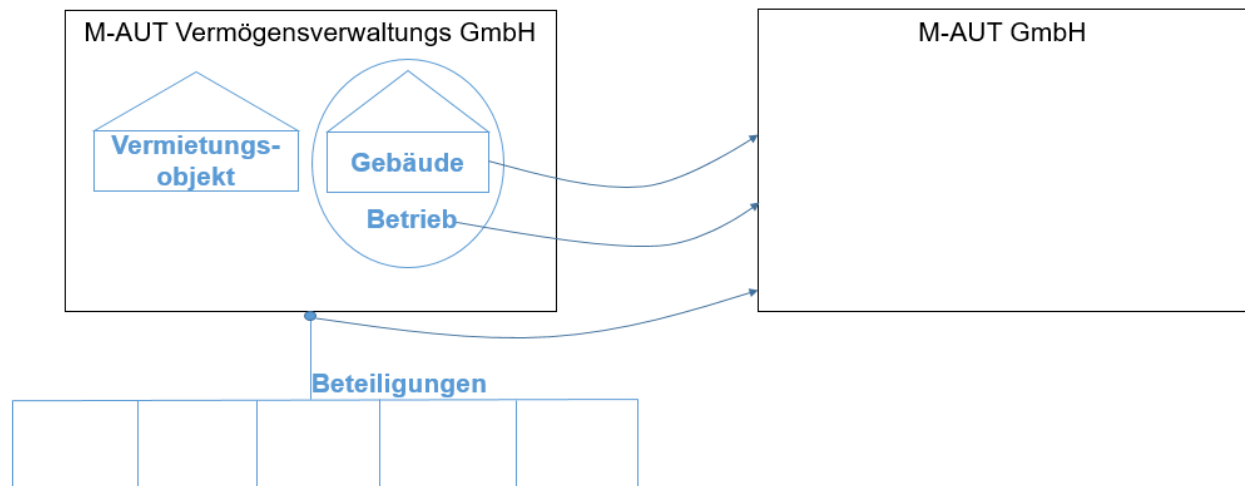 M-AUT Vermögensverwaltungs GmbH
M-AUT GmbH
Vermietungs-
objekt
Gebäude
Betrieb
Beteiligungen